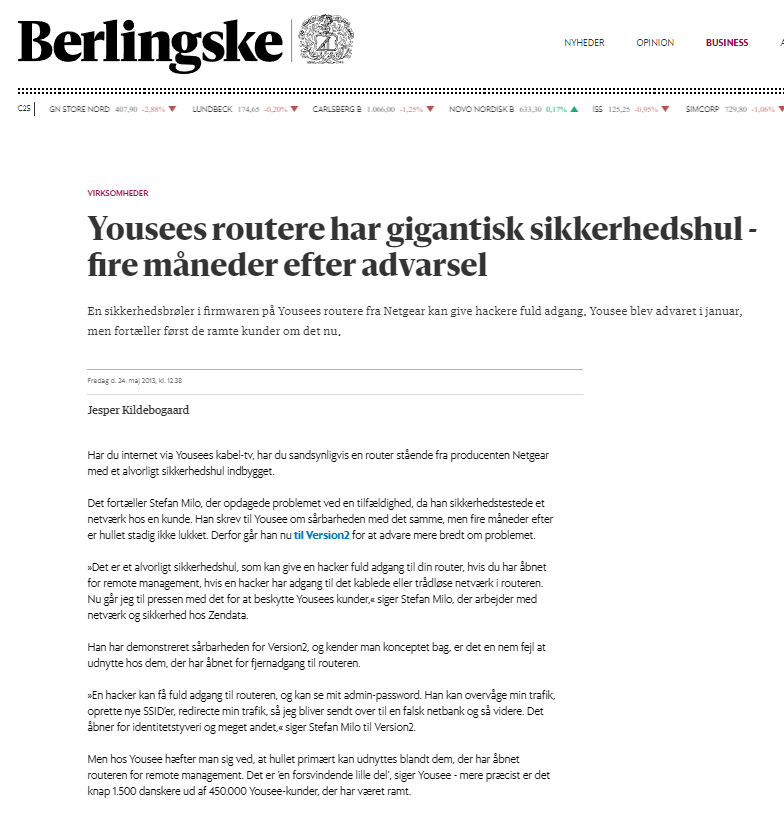 Berlingske
NYHEDER OPINION BUSINESS A
C25 GN STORE NORD 407,90 -2,88% LUNDBECK 174,65 -0,20% CARLSBERG B 1.066,00 -1,25% NOVO NORDISK B 633,30 0,17% ISS 125,25 -0,95% SIMCORP 729,80 -1,06%
VIRKSOMHEDER
Yousees routere har gigantisk sikkerhedshul -
fire måneder efter advarsel
En sikkerhedsbrøler i firmwaren på Yousees routere fra Netgear kan give hackere fuld adgang. Yousee blev advaret i januar,
men fortæller først de ramte kunder om det nu.
Fredag d. 24. maj 2013, kl. 12.38
Jesper Kildebogaard
Har du internet via Yousees kabel-tv, har du sandsynligvis en router stående fra producenten Netgear
med et alvorligt sikkerhedshul indbygget.
Det fortæller Stefan Milo, der opdagede problemet ved en tilfældighed, da han sikkerhedstestede et
netværk hos en kunde. Han skrev til Yousee om sårbarheden med det samme, men fire måneder efter
er hullet stadig ikke lukket. Derfor går han nu til Version2 for at advare mere bredt om problemet.
»Det er et alvorligt sikkerhedshul, som kan give en hacker fuld adgang til din router, hvis du har åbnet
for remote management, hvis en hacker har adgang til det kablede eller trådløse netværk i routeren.
Nu går jeg til pressen med det for at beskytte Yousees kunder,« siger Stefan Milo, der arbejder med
netværk og sikkerhed hos Zendata.
Han har demonstreret sårbarheden for Version2, og kender man konceptet bag, er det en nem fejl at
udnytte hos dem, der har åbnet for fjernadgang til routeren.
»En hacker kan få fuld adgang til routeren, og kan se mit admin-password. Han kan overvåge min trafik,
oprette nye SSID'er, redirecte min trafik, så jeg bliver sendt over til en falsk netbank og så videre. Det
åbner for identitetstyveri og meget andet,« siger Stefan Milo til Version2.
Men hos Yousee hæfter man sig ved, at hullet primært kan udnyttes blandt dem, der har åbnet
routeren for remote management. Det er 'en forsvindende lille del', siger Yousee - mere præcist er det
knap 1.500 danskere ud af 450.000 Yousee-kunder, der har været ramt.